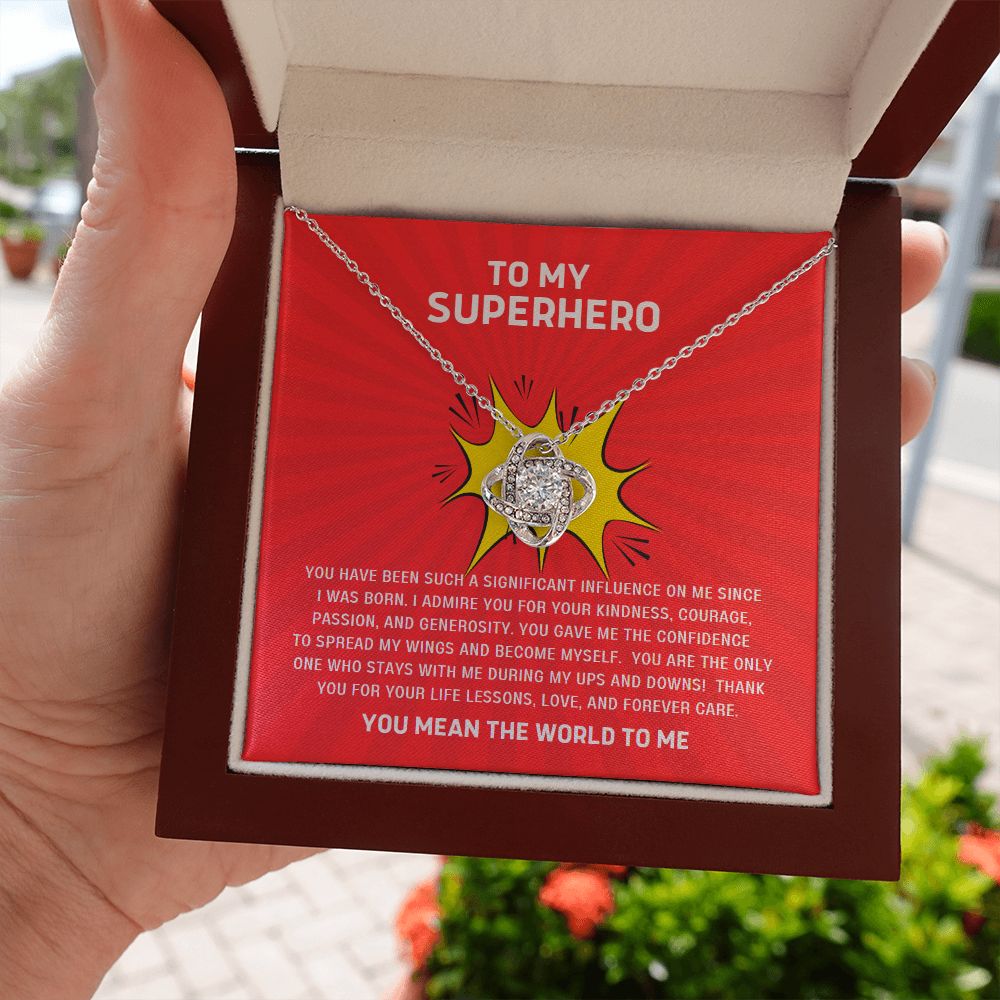 TO MY
SUPERHERO
YOU HAVE BEEN SUCH A SIGNIFICANT INFLUENCE ON ME SINCE
I WAS BORN. I ADMIRE YOU FOR YOUR KINDNESS, COURAGE,
PASSION, AND GENEROSITY. YOU GAVE ME THE CONFIDENCE
TO SPREAD MY WINGS AND BECOME MYSELF. YOU ARE THE ONLY
ONE WHO STAYS WITH ME DURING MY UPS AND DOWNS! THANK
YOU FOR YOUR LIFE LESSONS, LOVE, AND FOREVER CARE.
YOU MEAN THE WORLD TO ME